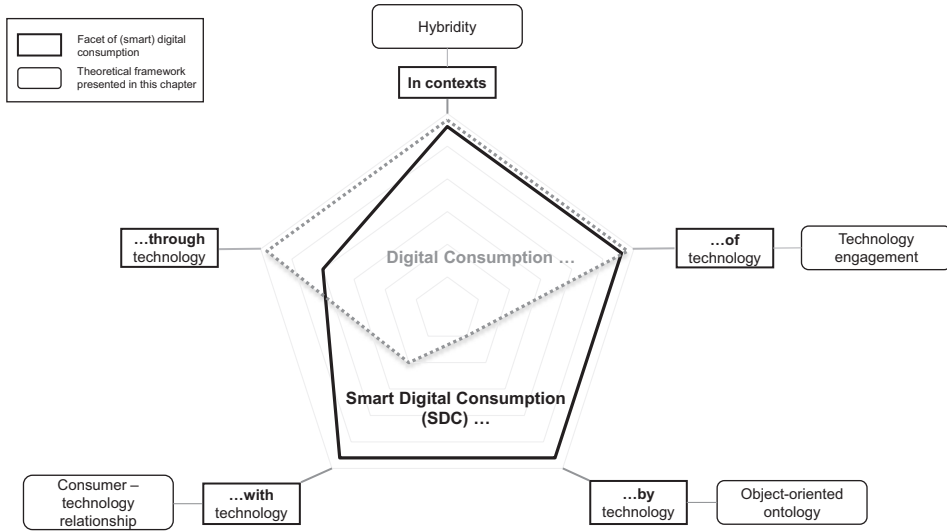 Facet of (smart) digital
consumption
Theoretical framework
presented in this chapter
Hybridity
In contexts
…through
technology
Digital Consumption …
…of
technology
Technology
engagement
Smart Digital Consumption
(SDC) …
Consumer –
technology
relationship
…with
technology
…by
technology
Object-oriented
ontology